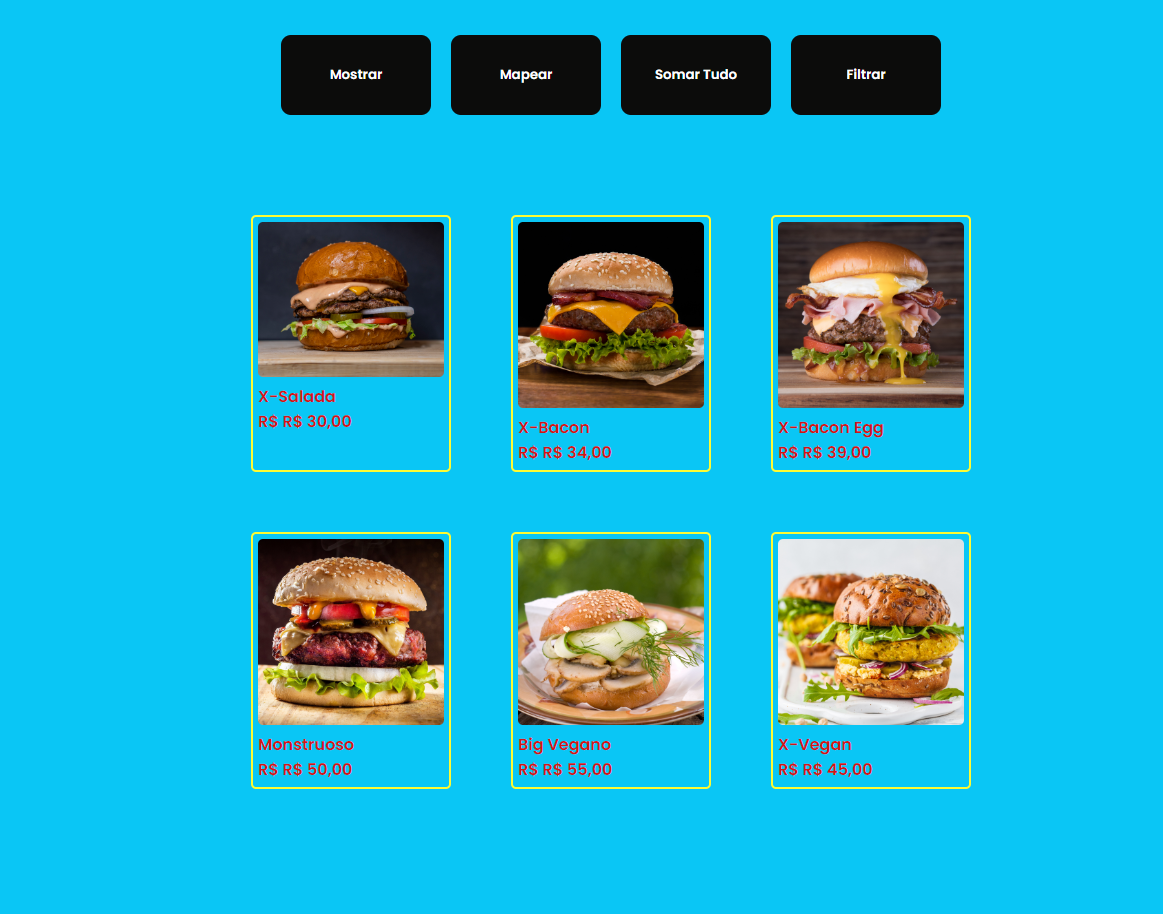 Mostrar
Mapear
Somar Tudo
Filtrar
X-Salada
R$ R$ 30,00
X-Bacon
R$ R$ 34,00
X-Bacon Egg
R$ R$ 39,00
Monstruoso
R$ R$ 50,00
Big Vegano
R$ R$ 55,00
X-Vegan
R$ R$ 45,00